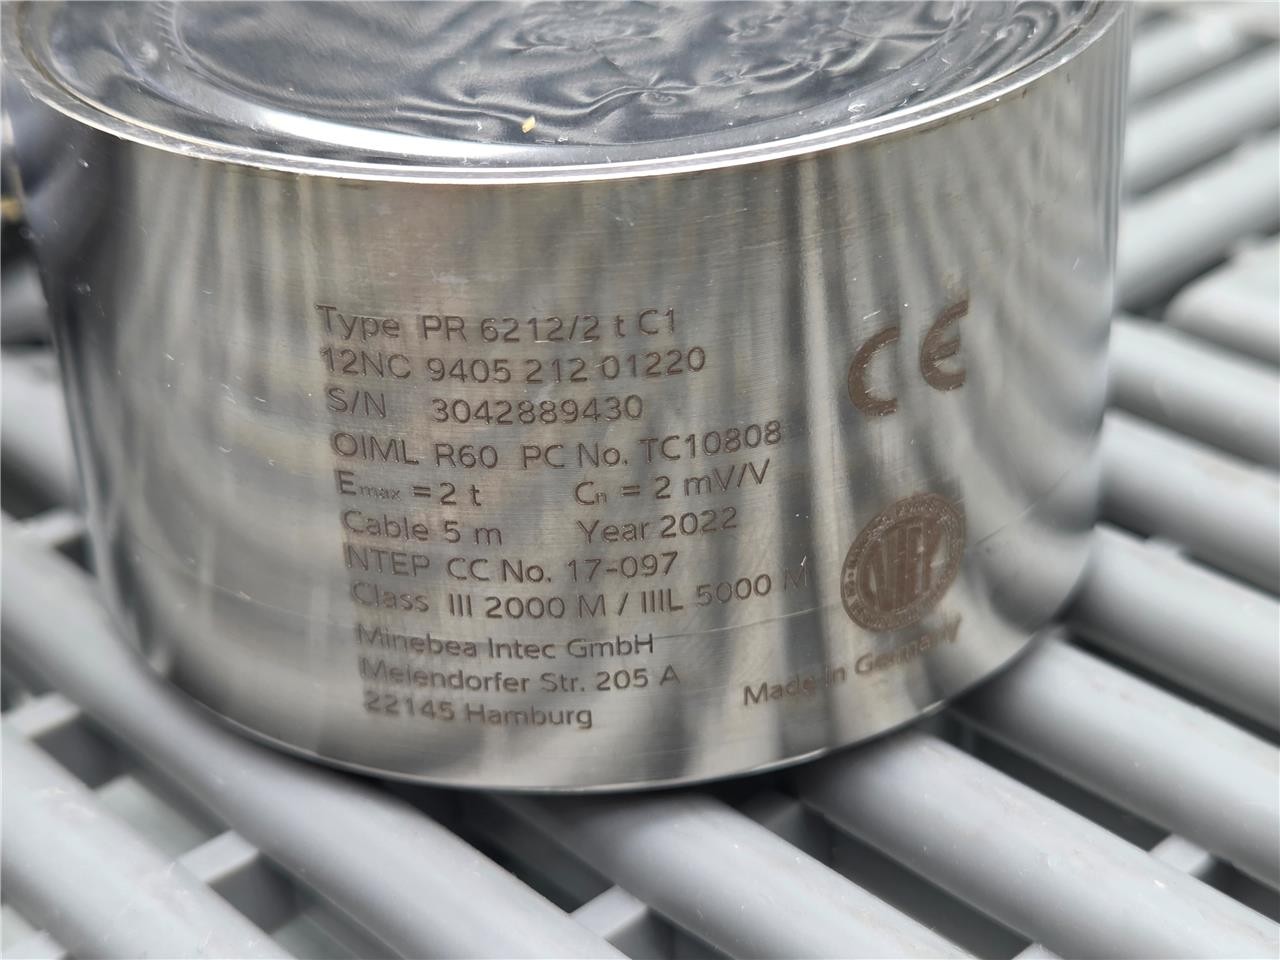 Type PR 6212/2 t C1
12NC 9405 212 01220
S/N 3042889430
OIML R60 PC No. TC10808
Emax = 2 t Cn = 2 mV/V
Cable 5 m Year 2022
NTEP CC No. 17-097
Class III 2000 M / IIIL 5000 M
Minebea Intec GmbH
Meiendorfer Str. 205 A
22145 Hamburg
CE
NTEP
Made in Germany